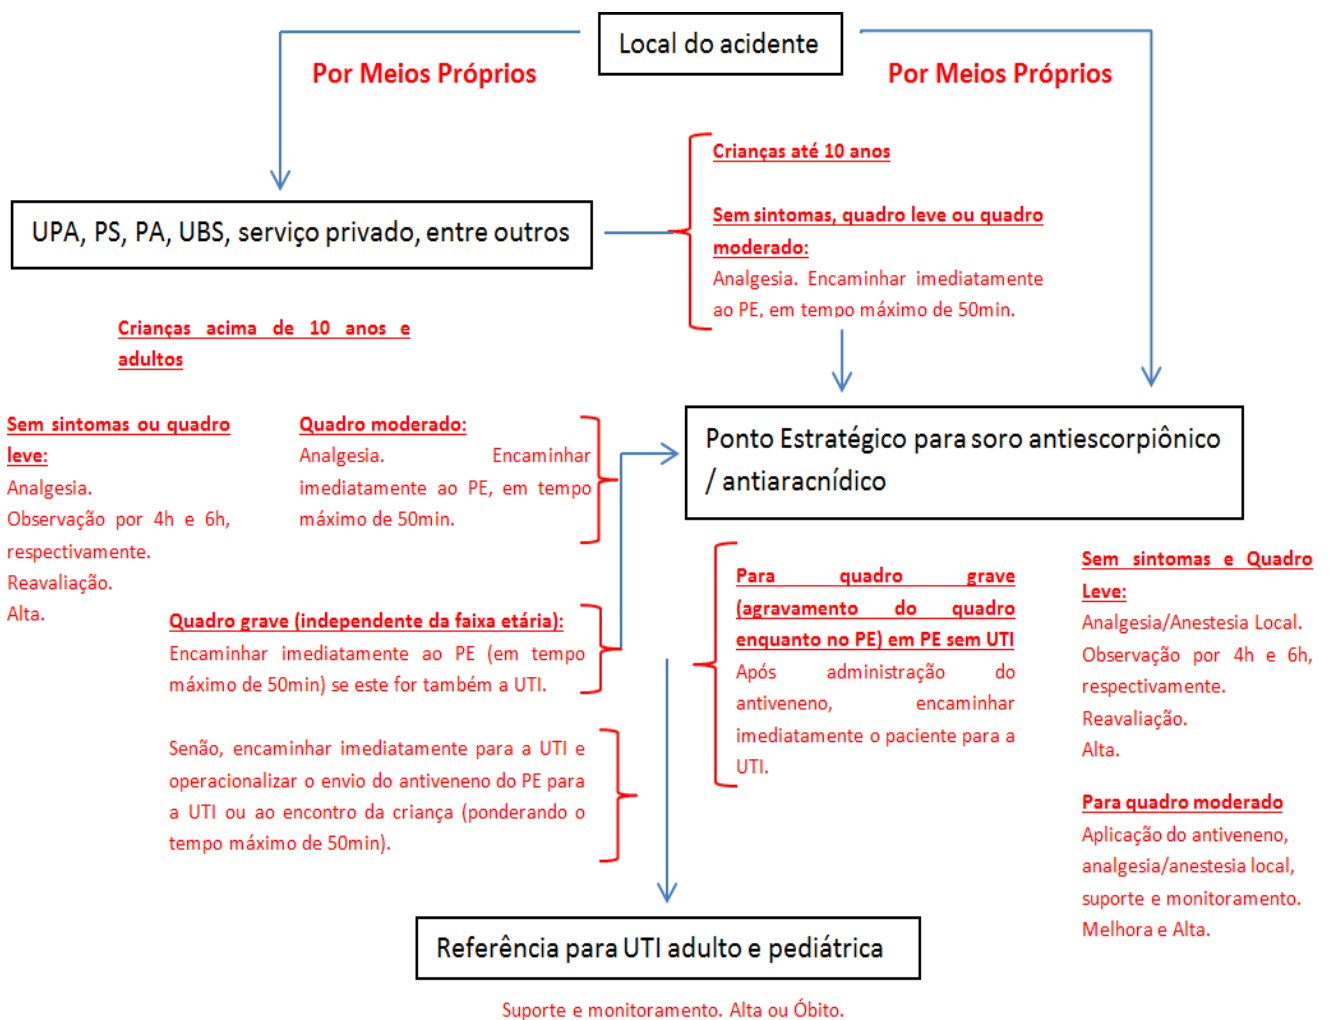 Local do acidente
Por Meios Próprios
Por Meios Próprios
Crianças até 10 anos
Sem sintomas, quadro leve ou quadro
moderado:
Analgesia. Encaminhar imediatamente
ao PE, em tempo máximo de 50min.
UPA, PS, PA, UBS, serviço privado, entre outros
Crianças acima de 10 anos e
adultos
Sem sintomas ou quadro
leve:
Analgesia.
Observação por 4h e 6h,
respectivamente.
Reavaliação.
Alta.
Quadro moderado:
Analgesia. Encaminhar
imediatamente ao PE, em tempo
máximo de 50min.
Ponto Estratégico para soro antiescorpiônico
/ antiaracnídico
Quadro grave (independente da faixa etária):
Encaminhar imediatamente ao PE (em tempo
máximo de 50min) se este for também a UTI.
Senão, encaminhar imediatamente para a UTI e
operacionalizar o envio do antiveneno do PE para
a UTI ou ao encontro da criança (ponderando o
tempo máximo de 50min).
Para quadro grave
(agravamento do quadro
enquanto no PE) em PE sem UTI
Após administração do
antiveneno, encaminhar
imediatamente o paciente para a
UTI.
Sem sintomas e Quadro
Leve:
Analgesia/Anestesia Local.
Observação por 4h e 6h,
respectivamente.
Reavaliação.
Alta.
Para quadro moderado
Aplicação do antiveneno,
analgesia/anestesia local,
suporte e monitoramento.
Melhora e Alta.
Referência para UTI adulto e pediátrica
Suporte e monitoramento. Alta ou Óbito.